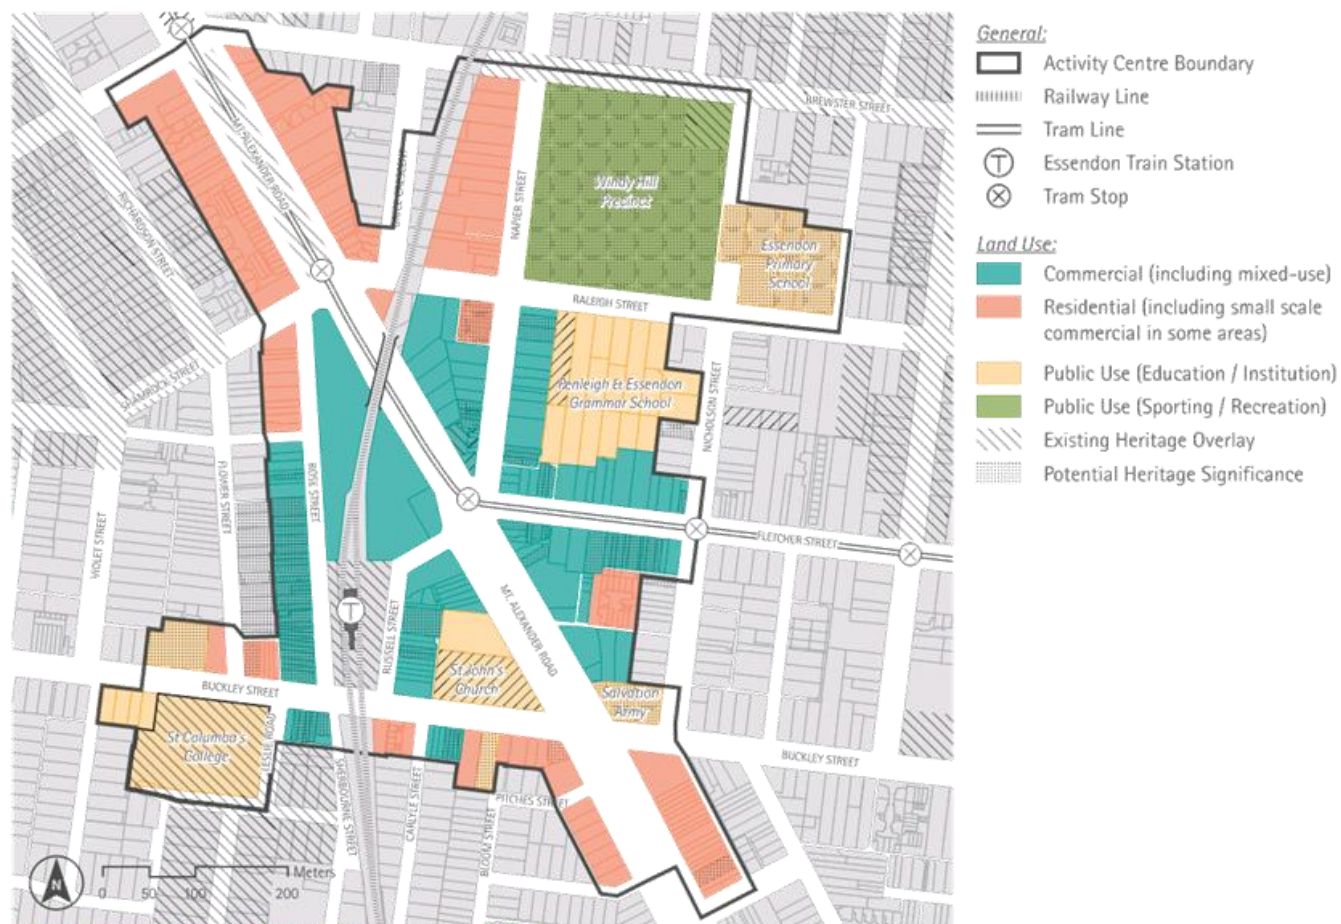 General:
Activity Centre Boundary
Railway Line
Tram Line
T
Essendon Train Station
Tram Stop
Land Use:
Commercial (including mixed-use)
Residential (including small scale
commercial in some areas)
Public Use (Education / Institution)
Public Use (Sporting / Recreation)
Existing Heritage Overlay
Potential Heritage Significance
BREWSTER STREET
MT. ALEXANDER ROAD
RICHARDSON STREET
NAPIER STREET
Windy Hill
Precinct
Essendon
Primary
School
RALEIGH STREET
SHAMROCK STREET
Penleigh & Essendon
Grammar School
NICHOLSON STREET
FLOWER STREET
ROSE STREET
VIOLET STREET
FLETCHER STREET
T
RUSSELL STREET
MT. ALEXANDER ROAD
St John's
Church
Salvation
Army
BUCKLEY STREET
St Columba's
College
LESLIE ROAD
BUCKLEY STREET
SHERBOURNE STREET
CARLYLE STREET
BLOOM STREET
PITCHES STREET
N
Meters
0 50 100 200